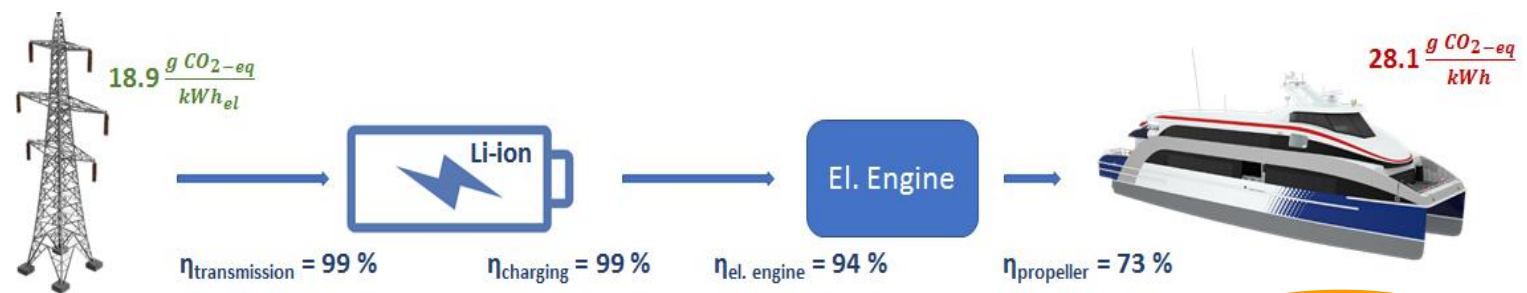 18.9 g CO2-eq / kWh_el
28.1 g CO2-eq / kWh
Li-ion
El. Engine
ηtransmission = 99 %
ηcharging = 99 %
ηel. engine = 94 %
ηpropeller = 73 %